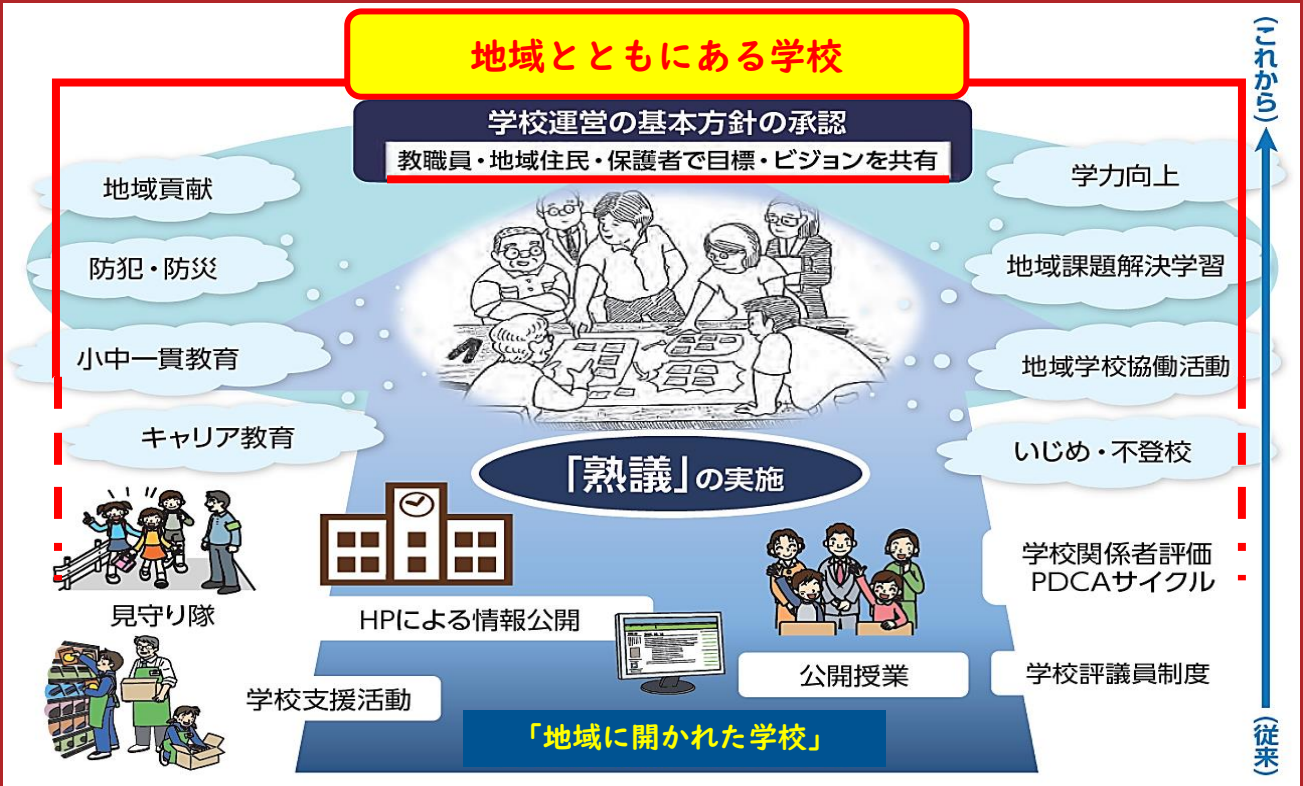 地域とともにある学校
(これから)
学校運営の基本方針の承認
教職員・地域住民・保護者で目標・ビジョンを共有
地域貢献
学力向上
防犯・防災
地域課題解決学習
小中一貫教育
地域学校協働活動
キャリア教育
いじめ・不登校
「熟議」の実施
学校関係者評価
PDCAサイクル
見守り隊
HPによる情報公開
公開授業
学校評議員制度
学校支援活動
「地域に開かれた学校」
(従来)